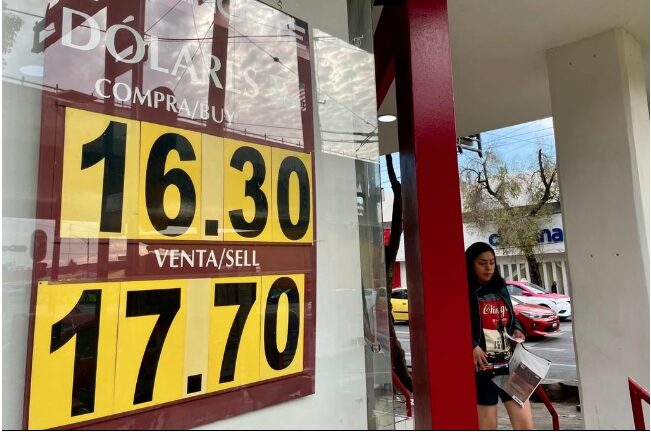 DÓLARES
COMPRA/BUY
16.30
VENTA/SELL
17.70